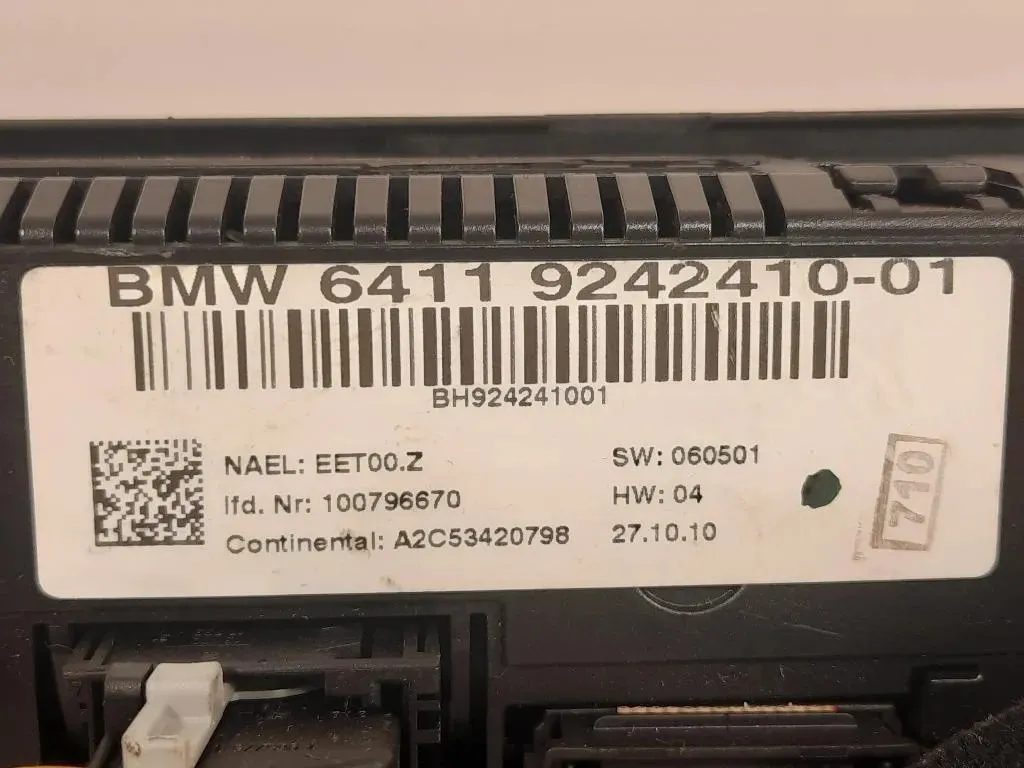 BMW 6411 9242410-01
BH924241001
NAEL: EET00.Z
SW: 060501
lfd. Nr: 100796670
HW: 04
Continental: A2C53420798
27.10.10
710